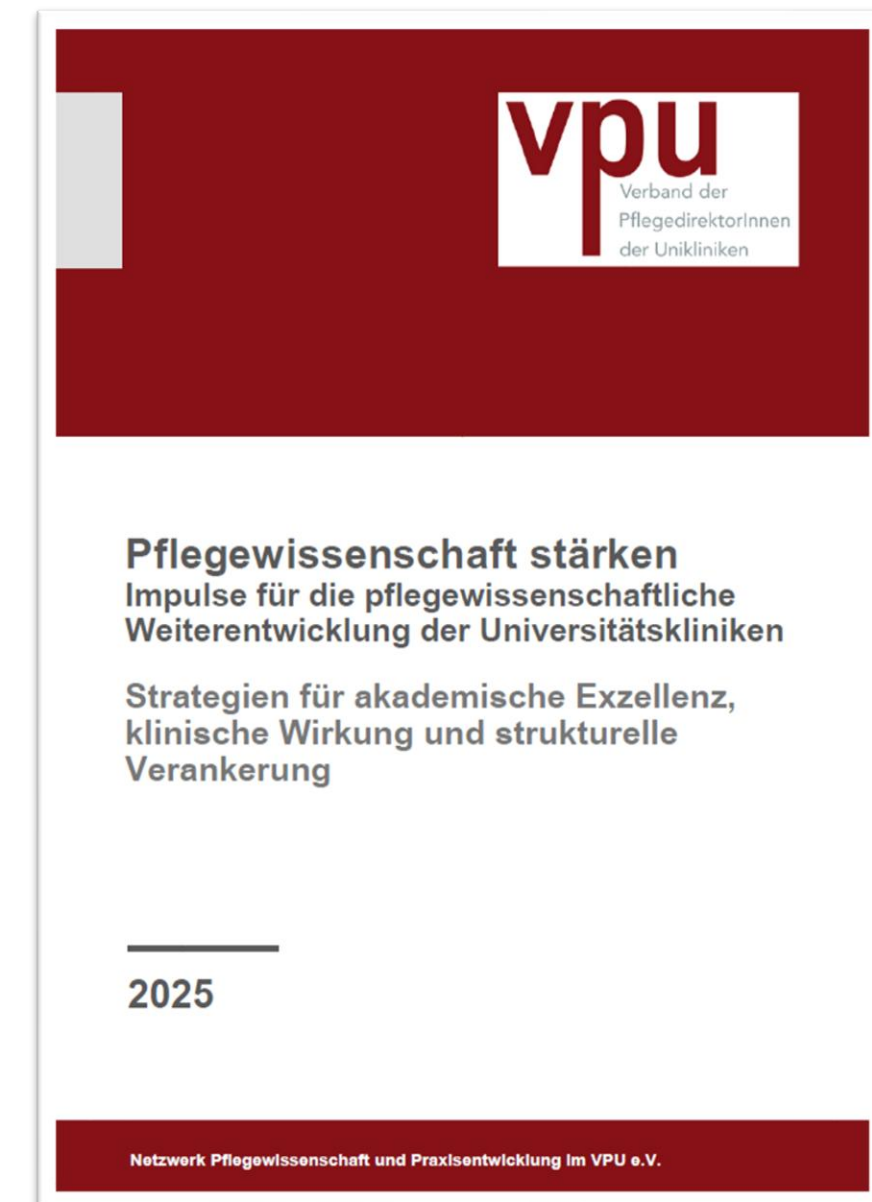 vpu
Verband der
PflegedirektorInnen
der Unikliniken
Pflegewissenschaft stärken
Impulse für die pflegewissenschaftliche
Weiterentwicklung der Universitätskliniken
Strategien für akademische Exzellenz,
klinische Wirkung und strukturelle
Verankerung
2025
Netzwerk Pflegewissenschaft und Praxisentwicklung im VPU e.V.